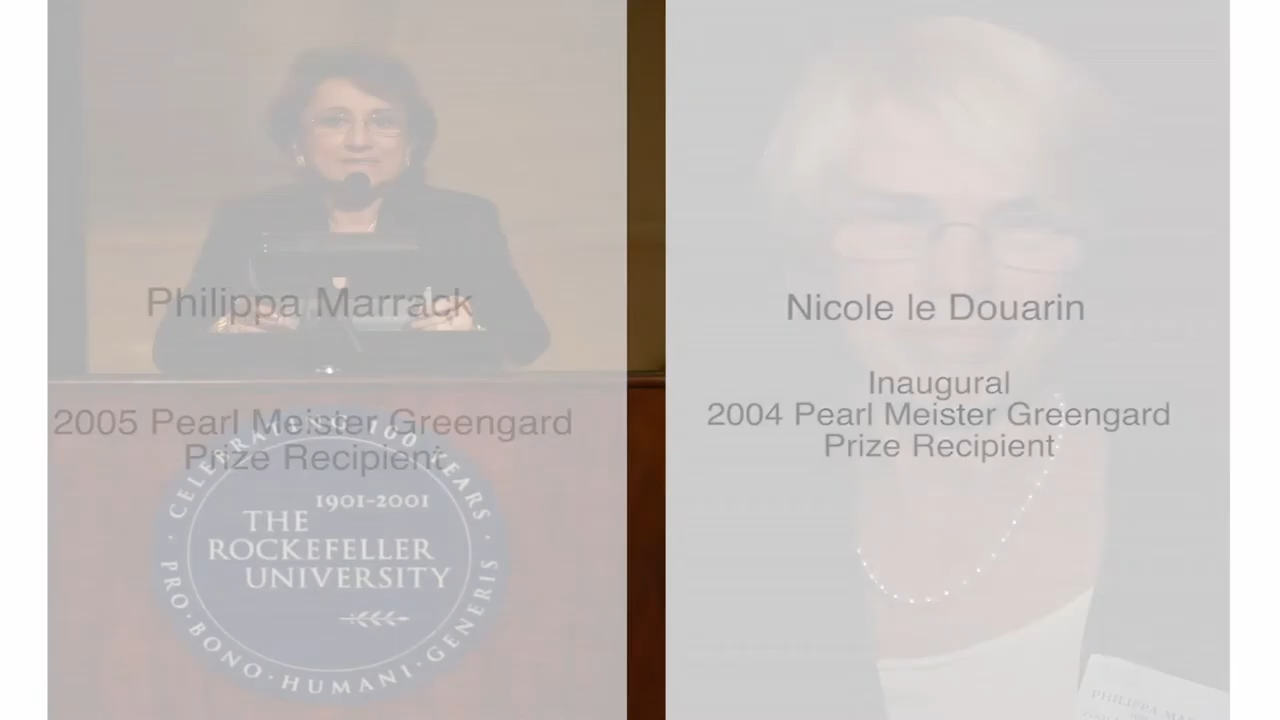 Philippa Marrack
2005 Pearl Meister Greengard
Prize Recipient
CELEBRATING 100 YEARS
1901-2001
THE
ROCKEFELLER
UNIVERSITY
PRO · BONO · HUMANI · GENERIS
Nicole le Douarin
Inaugural
2004 Pearl Meister Greengard
Prize Recipient
PHILIPPA